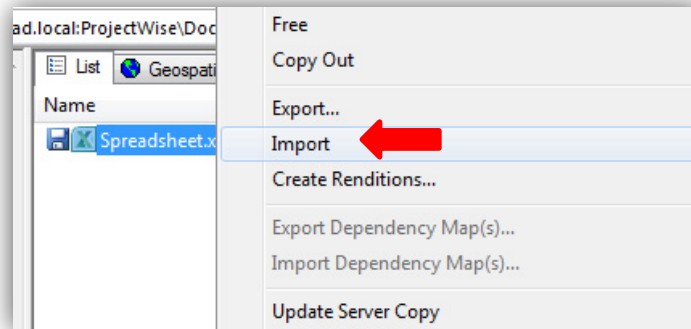 ad.local:ProjectWise\Doc
List
Geospati
Name
Spreadsheet.x
Free
Copy Out
Export...
Import
Create Renditions...
Export Dependency Map(s)...
Import Dependency Map(s)...
Update Server Copy